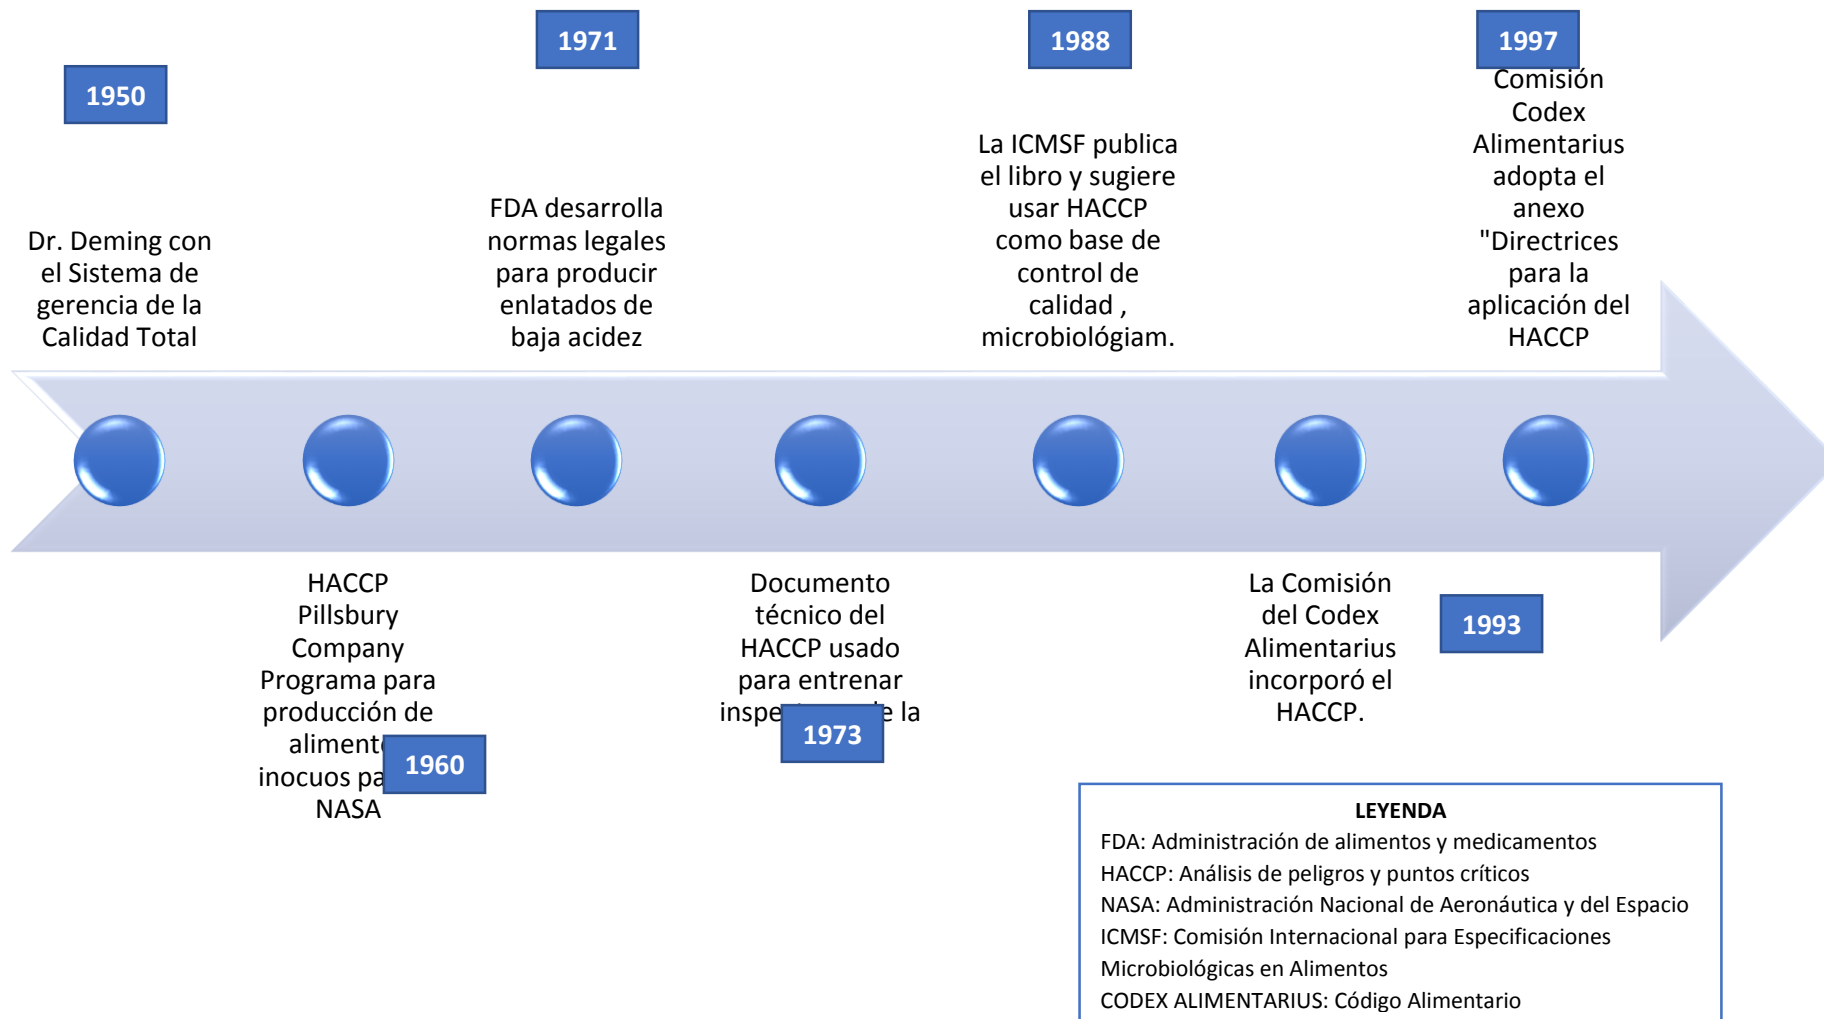 1950
Dr. Deming con
el Sistema de
gerencia de la
Calidad Total
HACCP
Pillsbury
Company
Programa para
producción de
inocuos
NASA
1960
1971
FDA desarrolla
normas legales
para producir
enlatados de
baja acidez
Documento
técnico del
HACCP usado
para entrenar
la
1973
1988
La ICMSF publica
el libro y sugiere
usar HACCP
como base de
control de
calidad ,
microbiológiam.
La Comisión
del Codex
Alimentarius
incorporó el
HACCP.
1993
1997
Comisión
Codex
Alimentarius
adopta el
anexo
"Directrices
para la
aplicación del
HACCP
LEYENDA
FDA: Administración de alimentos y medicamentos
HACCP: Análisis de peligros y puntos críticos
NASA: Administración Nacional de Aeronáutica y del Espacio
ICMSF: Comisión Internacional para Especificaciones
Microbiológicas en Alimentos
CODEX ALIMENTARIUS: Código Alimentario